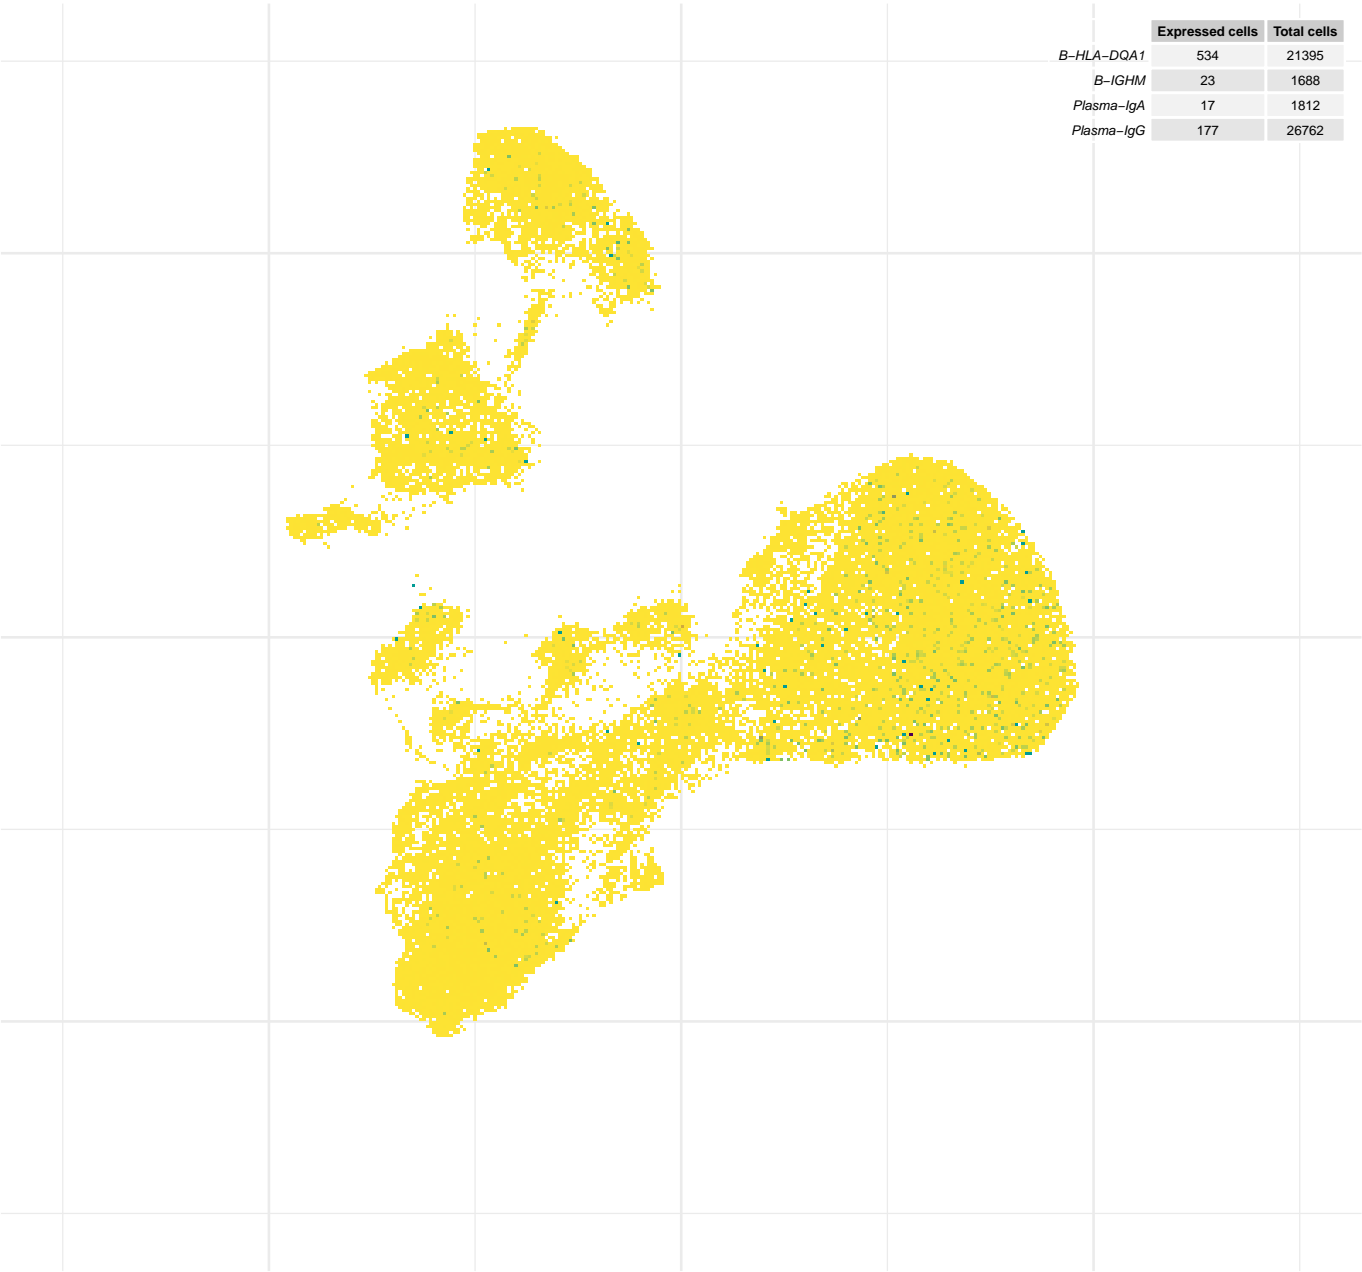 Expressed cells Total cells
B−HLA−DQA1 534 21395
B−IGHM 23 1688
Plasma−IgA 17 1812
Plasma−IgG 177 26762